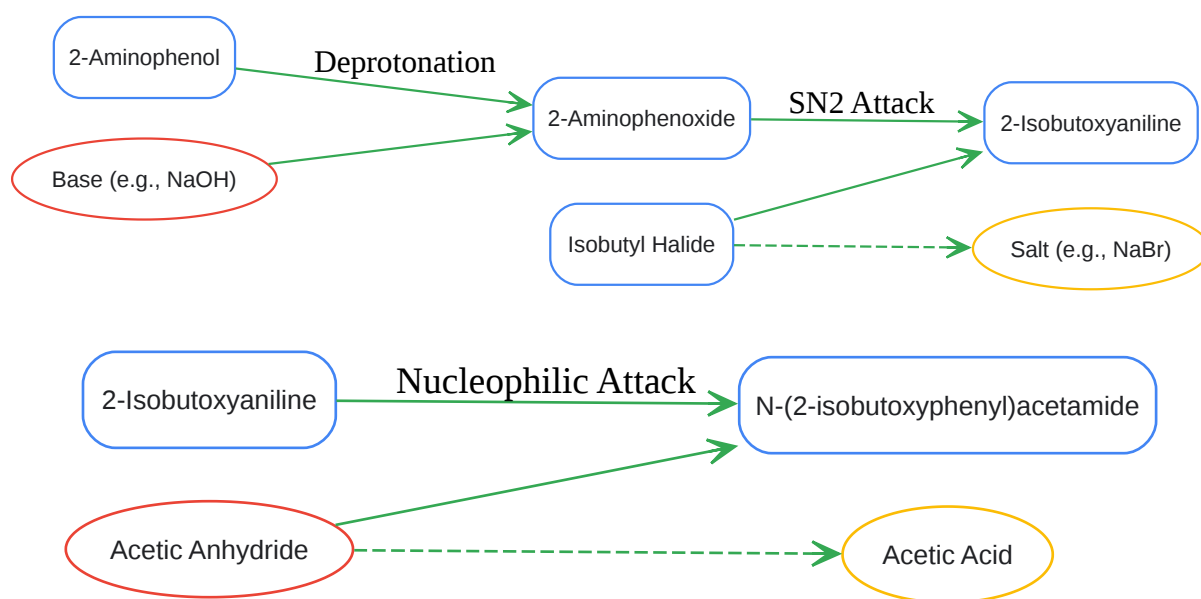 2-Aminophenol
Deprotonation
2-Aminophenoxide
SN2 Attack
2-Isobutoxyaniline
Base (e.g., NaOH)
Isobutyl Halide
Salt (e.g., NaBr)
2-Isobutoxyaniline
Nucleophilic Attack
N-(2-isobutoxyphenyl)acetamide
Acetic Anhydride
Acetic Acid